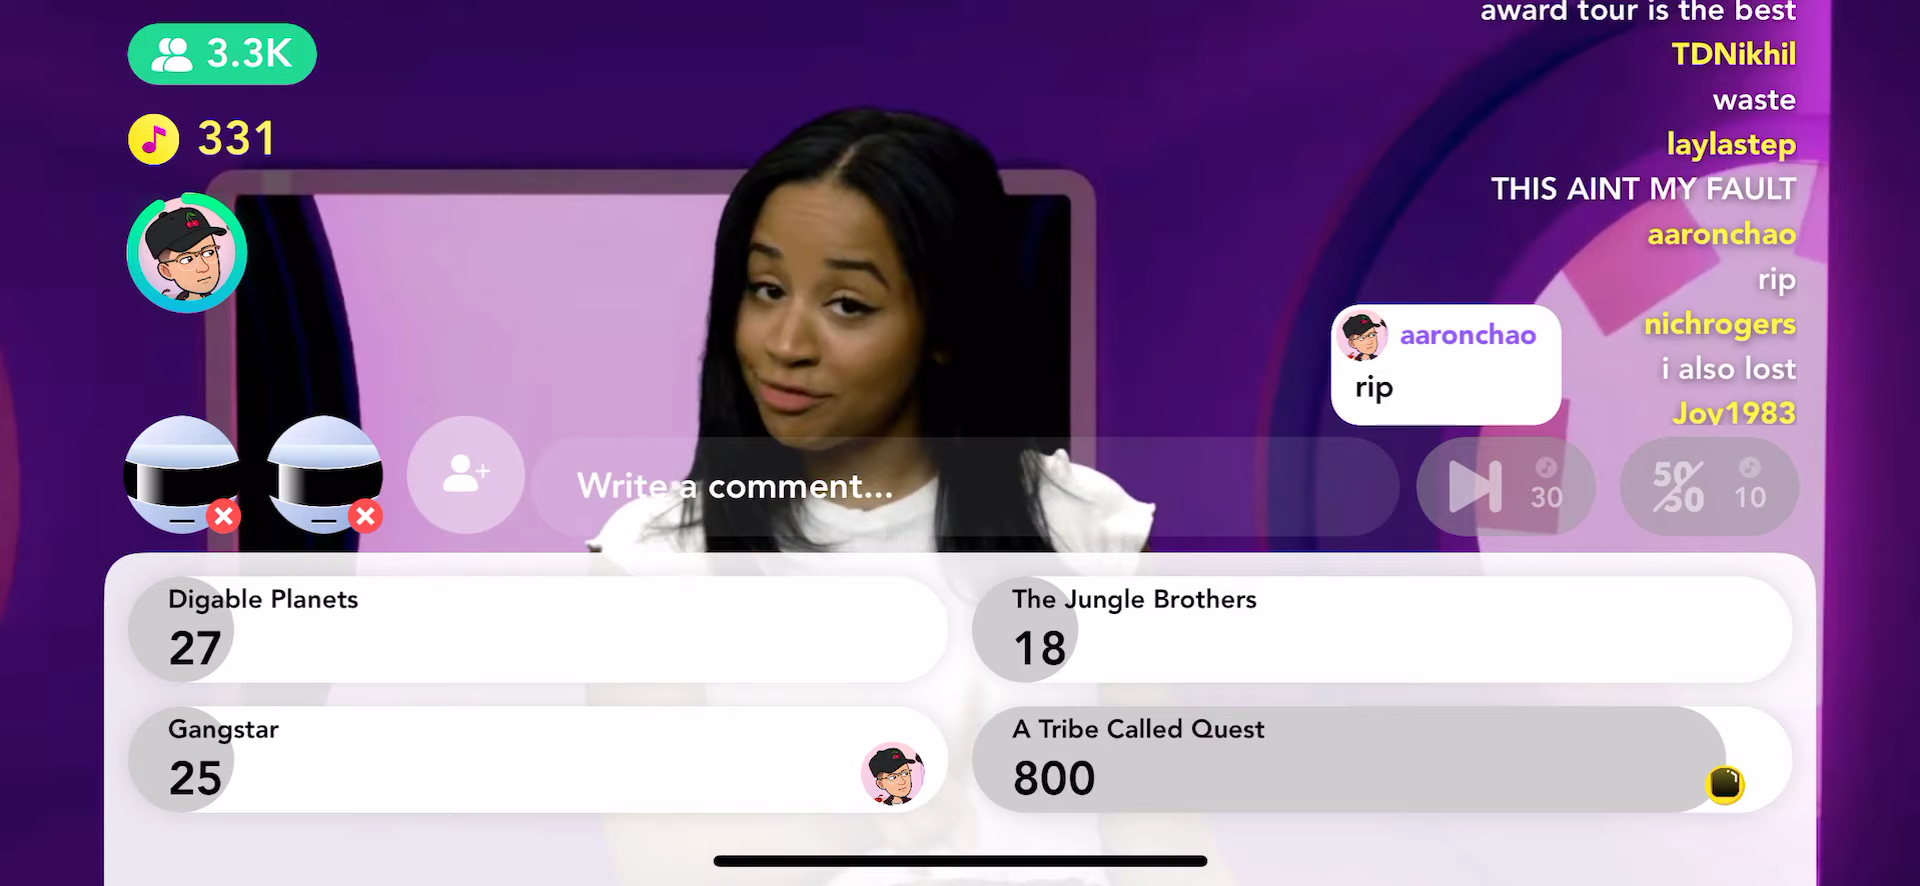 3.3K
331
award tour is the best
TDNikhil
waste
laylastep
THIS AINT MY FAULT
aaronchao
rip
nichrogers
i also lost
Joy1983
aaronchao
rip
Write a comment...
30
50/50
10
Digable Planets
27
The Jungle Brothers
18
Gangstar
25
A Tribe Called Quest
800